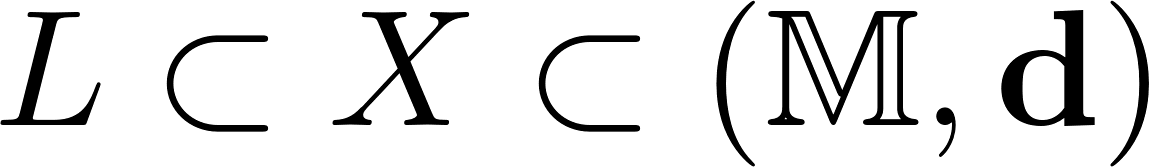 L ⊂ X ⊂ (𝕄, 𝐝)